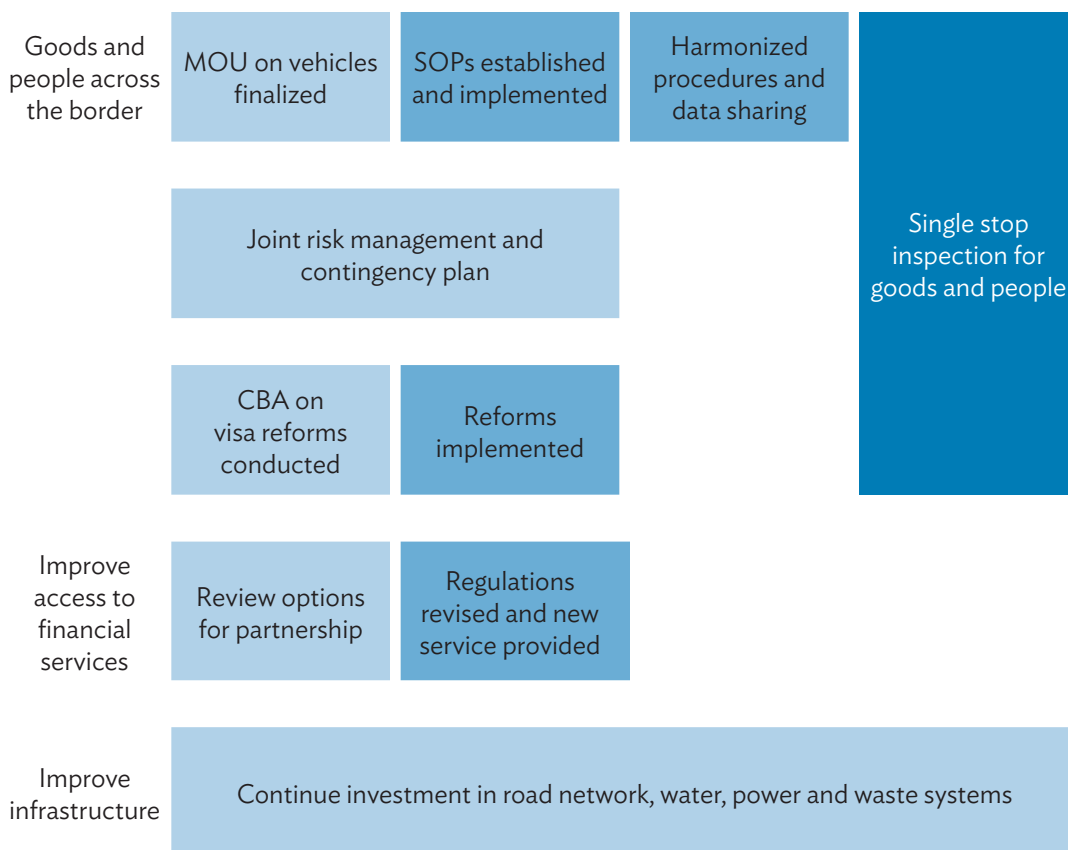 Goods and
people across
the border
MOU on vehicles
finalized
SOPs established
and implemented
Harmonized
procedures and
data sharing
Single stop
inspection for
goods and people
Joint risk management and
contingency plan
CBA on
visa reforms
conducted
Reforms
implemented
Improve
access to
financial
services
Review options
for partnership
Regulations
revised and new
service provided
Improve
infrastructure
Continue investment in road network, water, power and waste systems